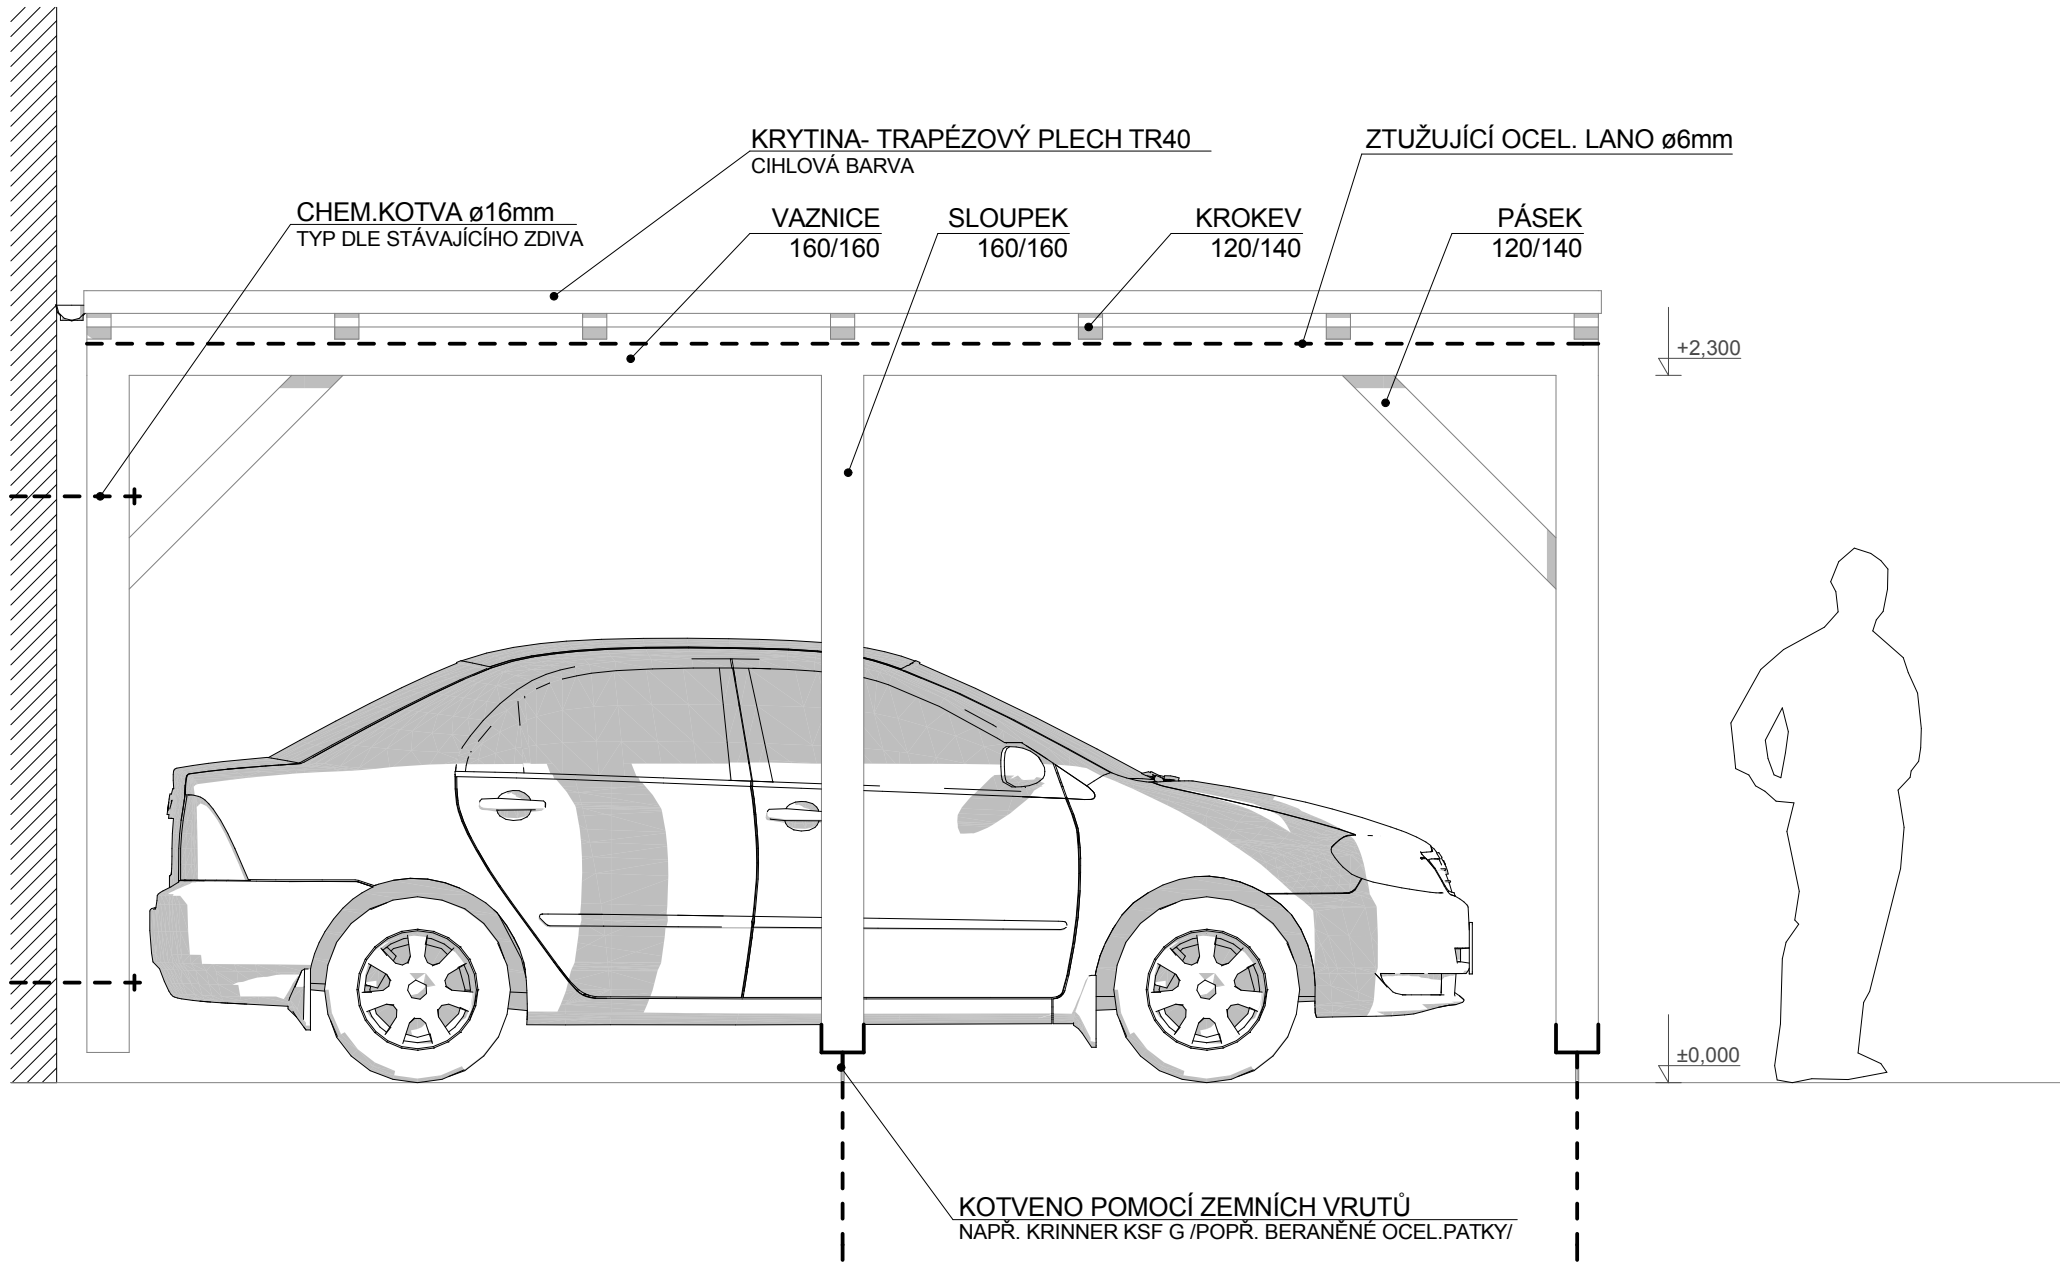 KRYTINA- TRAPÉZOVÝ PLECH TR40
CIHLOVÁ BARVA
ZTUŽUJÍCÍ OCEL. LANO ø6mm
CHEM.KOTVA ø16mm
TYP DLE STÁVAJÍCÍHO ZDIVA
VAZNICE
160/160
SLOUPEK
160/160
KROKEV
120/140
PÁSEK
120/140
+2,300
±0,000
KOTVENO POMOCÍ ZEMNÍCH VRUTŮ
NAPŘ. KRINNER KSF G /POPŘ. BERANĚNÉ OCEL.PATKY/